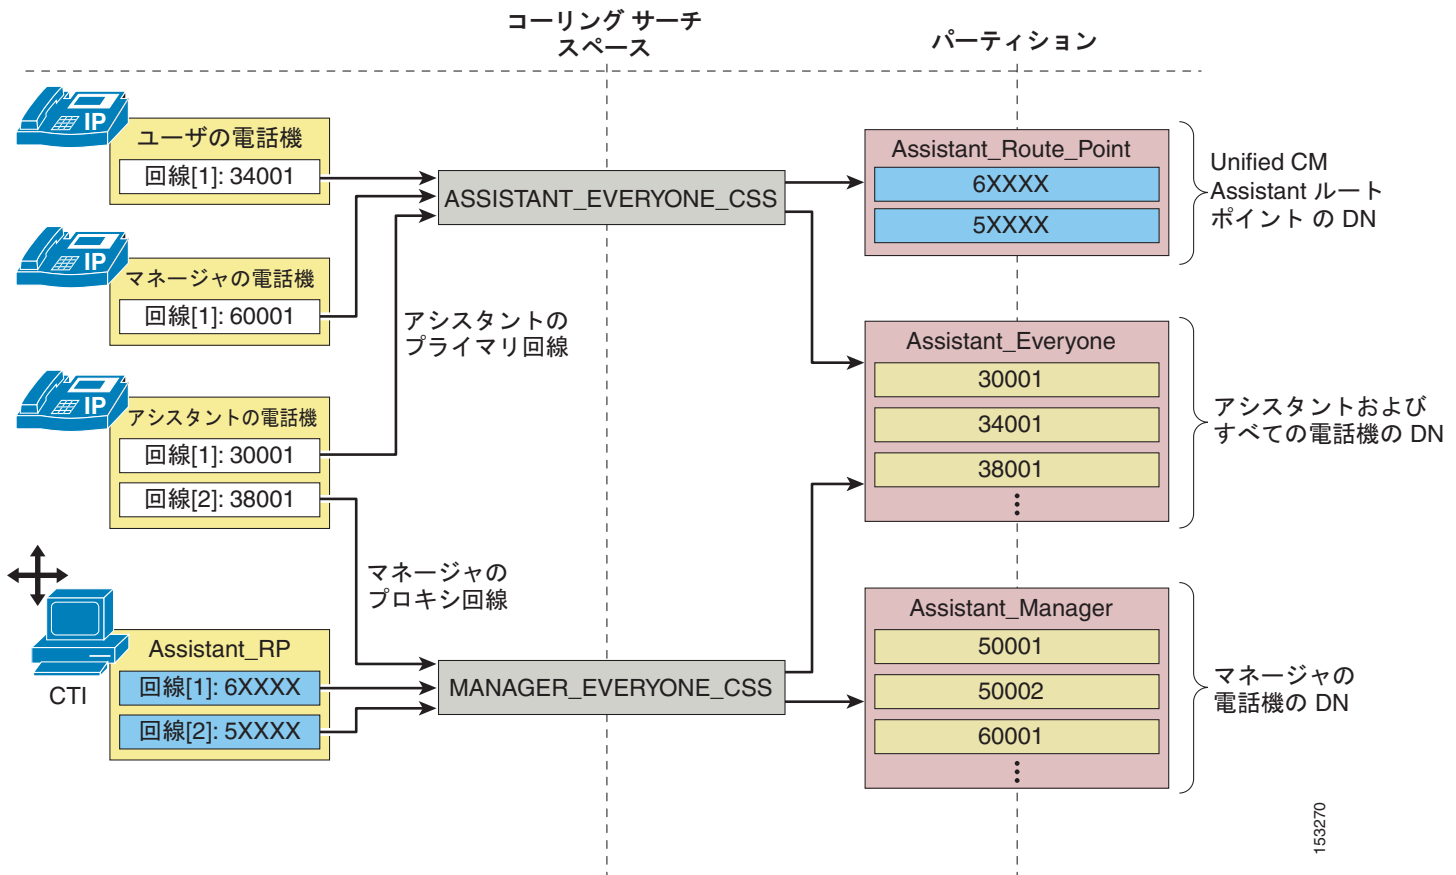 コーリング サーチ
スペース
パーティション
IP
ユーザの電話機
回線[1]: 34001
IP
マネージャの電話機
回線[1]: 60001
IP
アシスタントの電話機
回線[1]: 30001
回線[2]: 38001
CTI
Assistant_RP
回線[1]: 6XXXX
回線[2]: 5XXXX
アシスタントの
プライマリ回線
マネージャの
プロキシ回線
ASSISTANT_EVERYONE_CSS
MANAGER_EVERYONE_CSS
Assistant_Route_Point
6XXXX
5XXXX
Unified CM
Assistant ルート
ポイント の DN
Assistant_Everyone
30001
34001
38001
アシスタントおよび
すべての電話機の DN
Assistant_Manager
50001
50002
60001
マネージャの
電話機の DN
153270